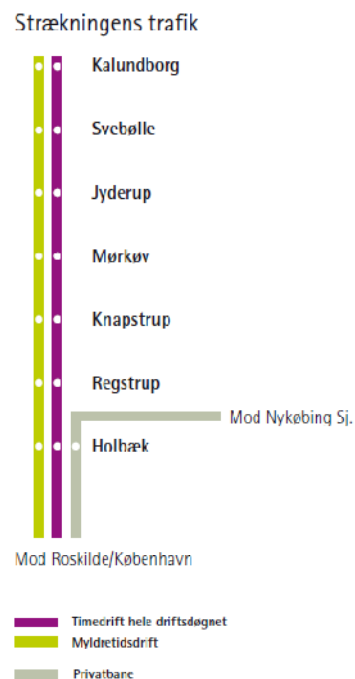 Strækningens trafik
Kalundborg
Svebølle
Jyderup
Mørkøv
Knapstrup
Regstrup
Mod Nykøbing Sj.
Holbæk
Mod Roskilde/København
Timedrift hele driftsdøgnet
Myldretidsdrift
Privatbane